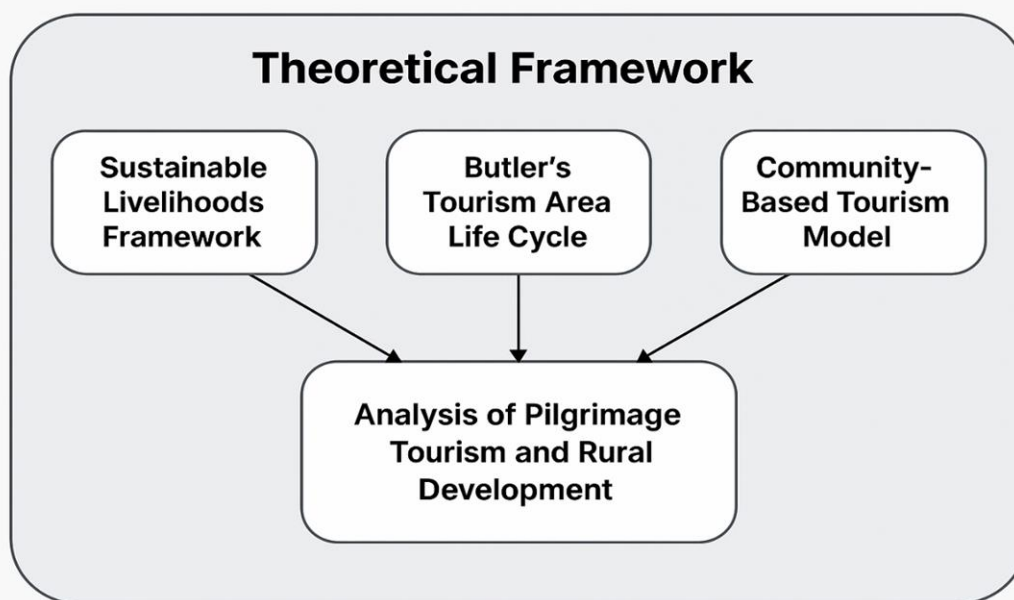 Theoretical Framework
Sustainable
Livelihoods
Framework
Butler’s
Tourism Area
Life Cycle
Community-
Based Tourism
Model
Analysis of Pilgrimage
Tourism and Rural
Development